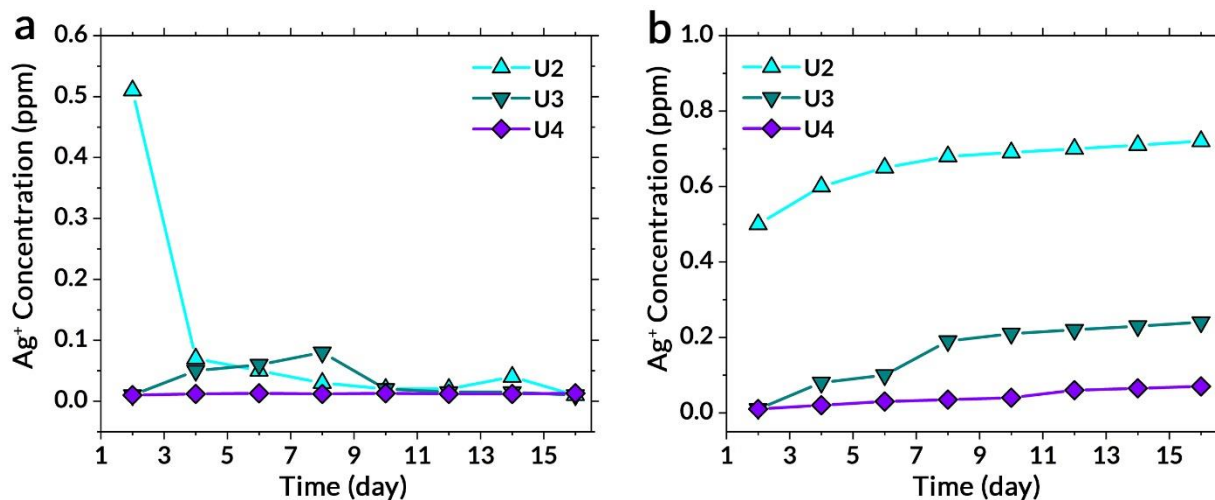 a
0.6
0.5
0.4
0.3
0.2
0.1
0.0
Ag⁺ Concentration (ppm)
1 3 5 7 9 11 13 15
Time (day)
U2
U3
U4
b
1.0
0.8
0.6
0.4
0.2
0.0
Ag⁺ Concentration (ppm)
1 3 5 7 9 11 13 15
Time (day)
U2
U3
U4